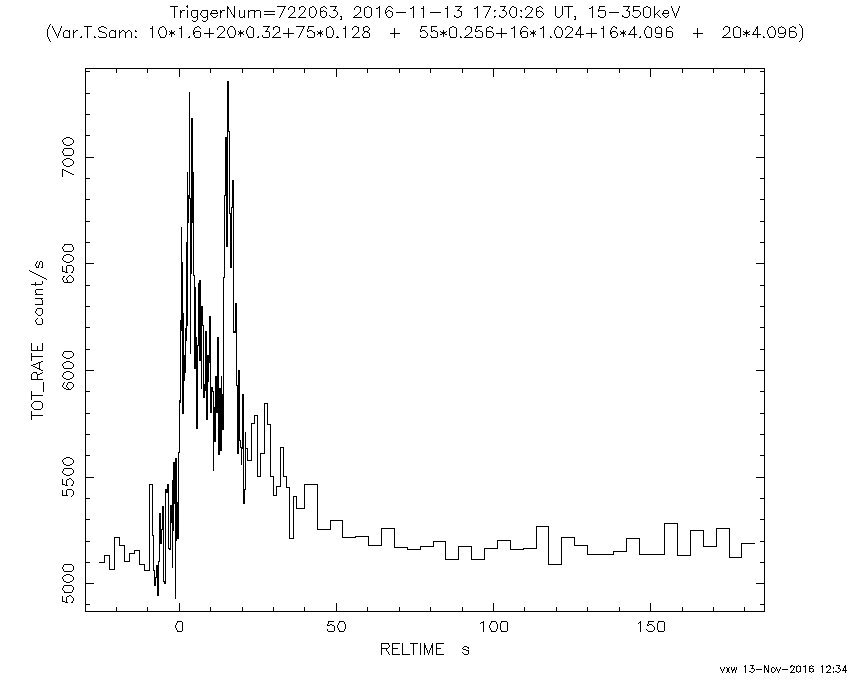 TriggerNum=722063, 2016-11-13 17:30:26 UT, 15-350keV
(Var.T.Sam: 10*1.6+20*0.32+75*0.128 + 55*0.256+16*1.024+16*4.096 + 20*4.096)
7000
6500
6000
5500
5000
TOT_RATE count/s
0 50 100 150
RELTIME s
vxw 13-Nov-2016 12:34